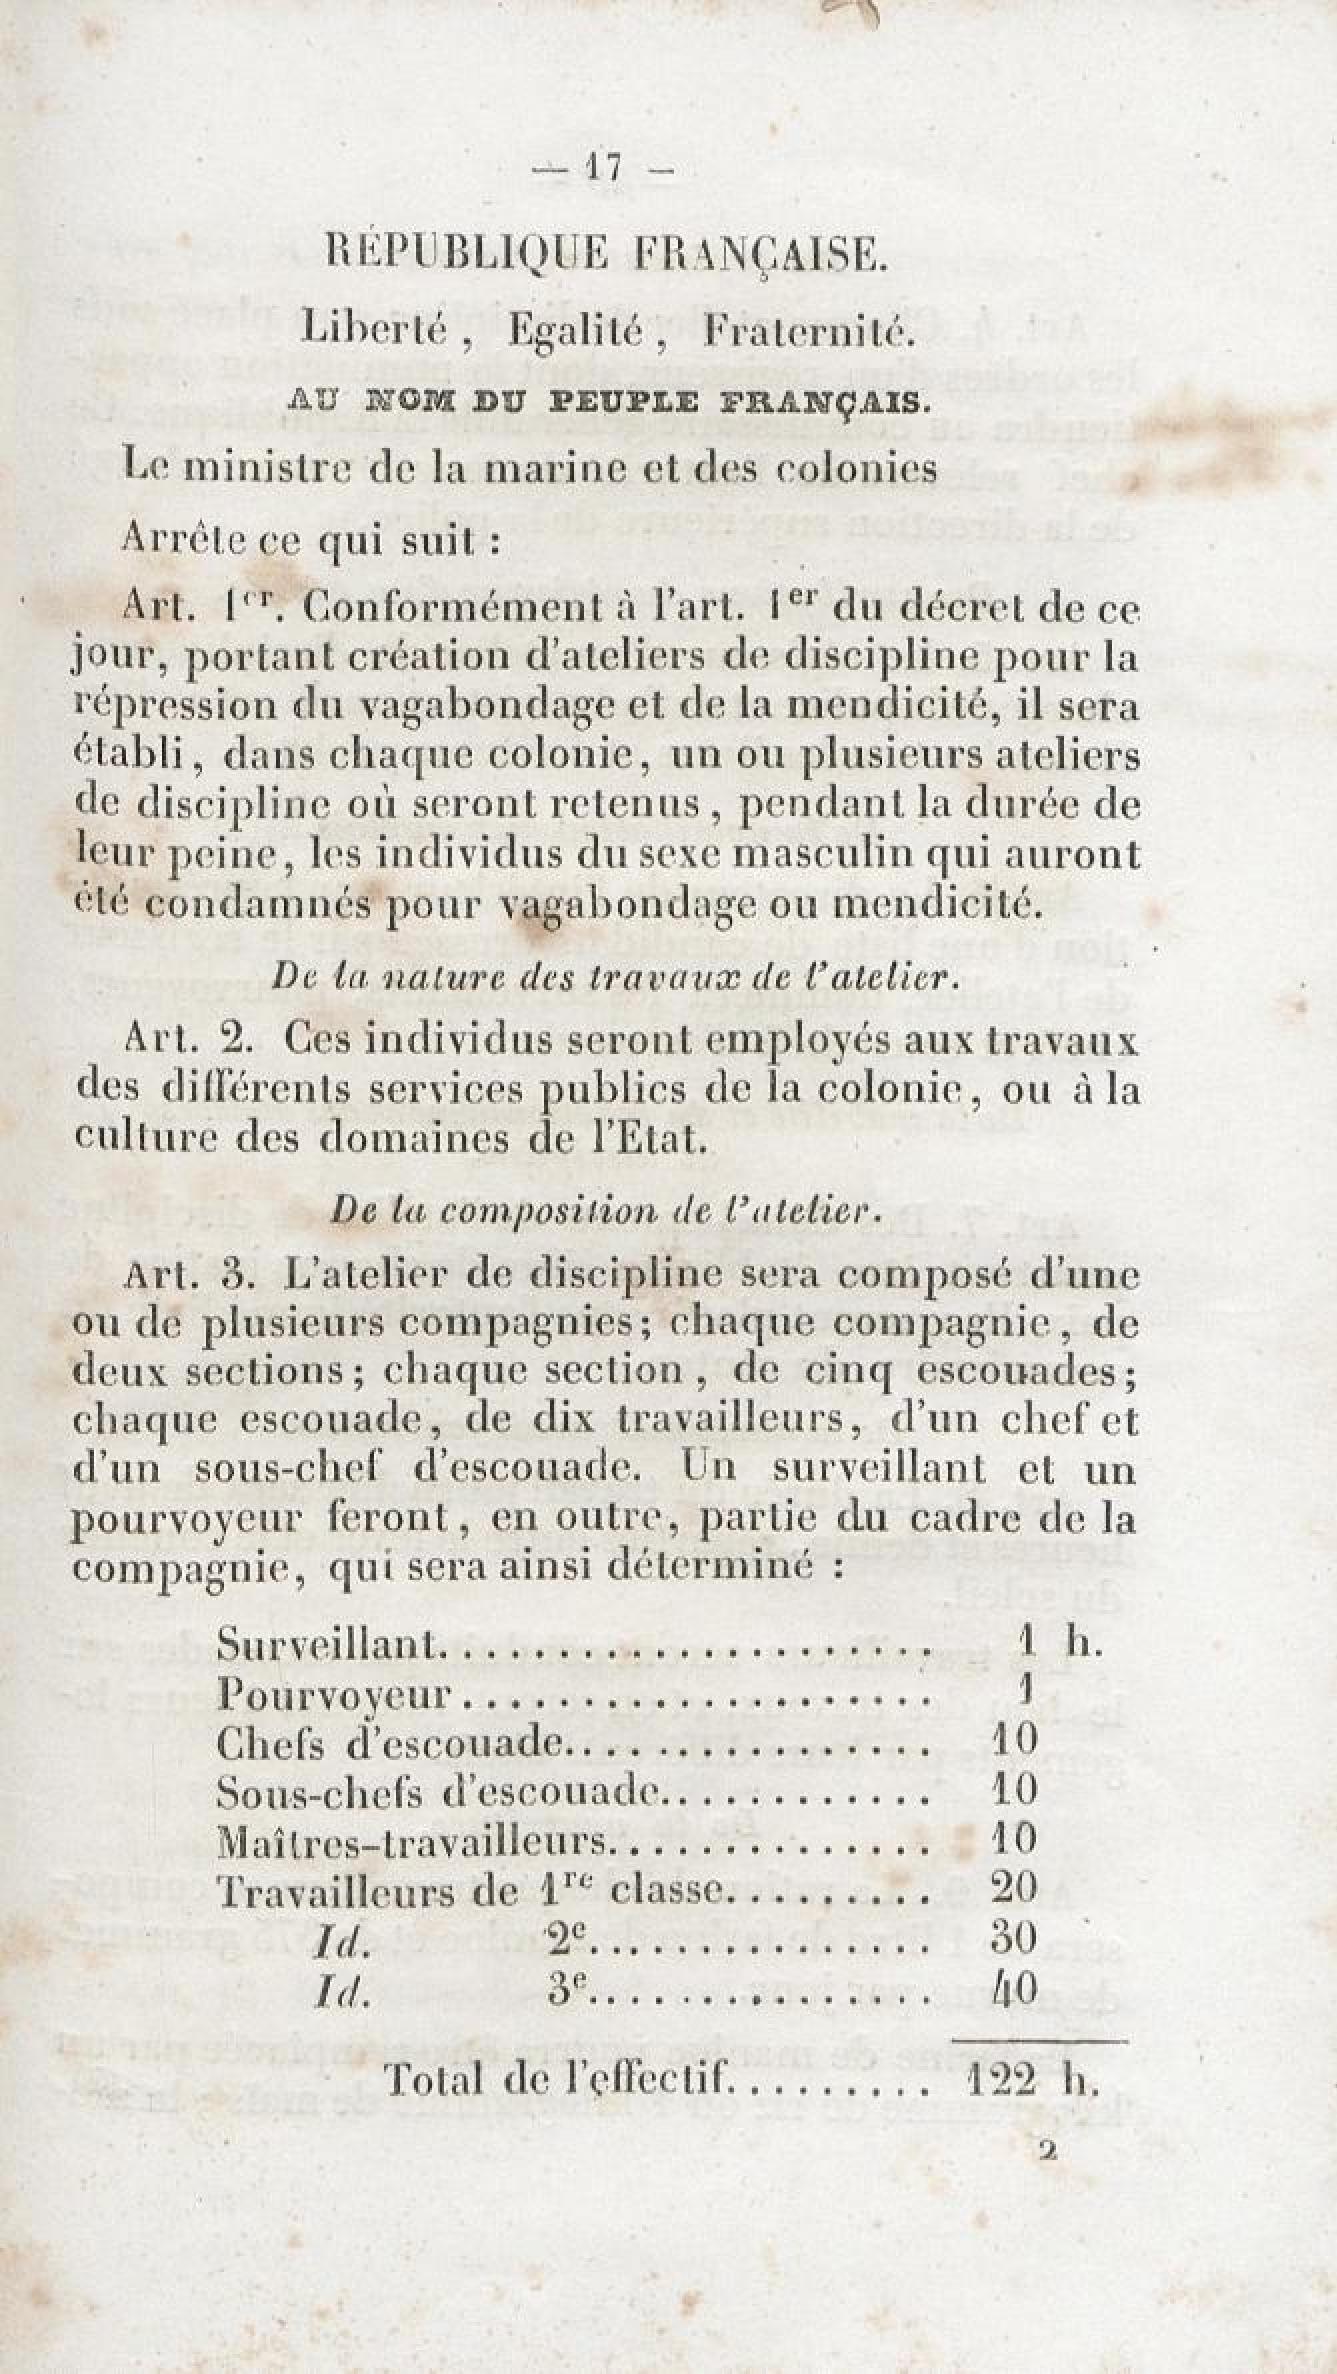 — 17 —
RÉPUBLIQUE FRANÇAISE.
Liberté, Egalité, Fraternité.
AU NOM DU PEUPLE FRANÇAIS.
Le ministre de la marine et des colonies
Arrête ce qui suit :
Art. 1er. Conformément à l'art. 1er du décret de ce
jour, portant création d'ateliers de discipline pour la
répression du vagabondage et de la mendicité, il sera
établi, dans chaque colonie, un ou plusieurs ateliers
de discipline où seront retenus, pendant la durée de
leur peine, les individus du sexe masculin qui auront
été condamnés pour vagabondage ou mendicité.
De la nature des travaux de l'atelier.
Art. 2. Ces individus seront employés aux travaux
des différents services publics de la colonie, ou à la
culture des domaines de l'Etat.
De la composition de l'atelier.
Art. 3. L'atelier de discipline sera composé d'une
ou de plusieurs compagnies; chaque compagnie, de
deux sections; chaque section, de cinq escouades;
chaque escouade, de dix travailleurs, d'un chef et
d'un sous-chef d'escouade. Un surveillant et un
pourvoyeur feront, en outre, partie du cadre de la
compagnie, qui sera ainsi déterminé :
Surveillant..................... 1 h.
Pourvoyeur.................... 1
Chefs d'escouade................ 10
Sous-chefs d'escouade............ 10
Maîtres-travailleurs.............. 10
Travailleurs de 1re classe......... 20
Id. 2e............... 30
Id. 3e............... 40
Total de l'effectif......... 122 h.
2